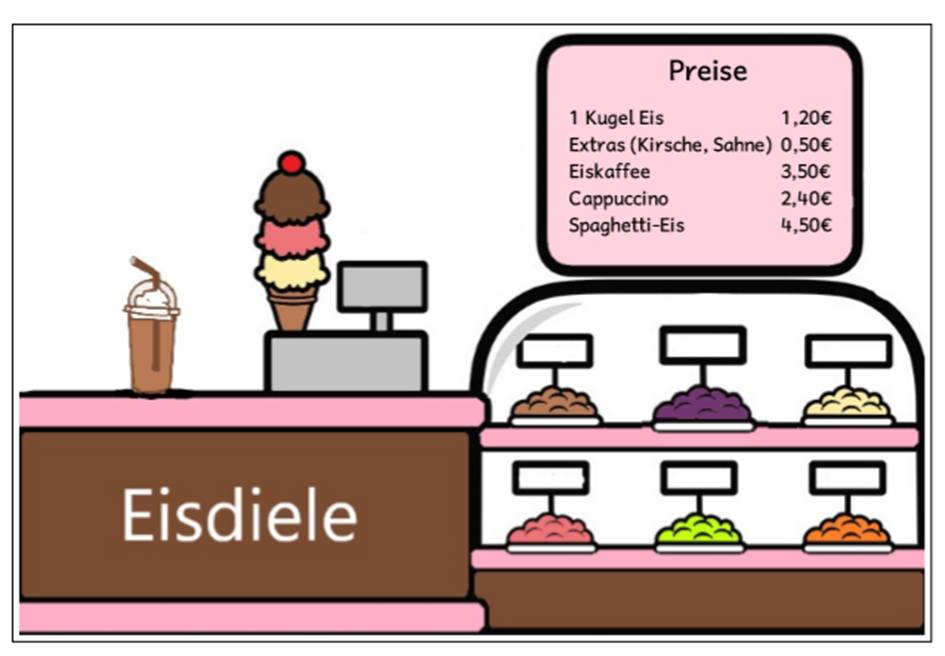 Preise
1 Kugel Eis 1,20€
Extras (Kirsche, Sahne) 0,50€
Eiskaffee 3,50€
Cappuccino 2,40€
Spaghetti-Eis 4,50€
Eisdiele